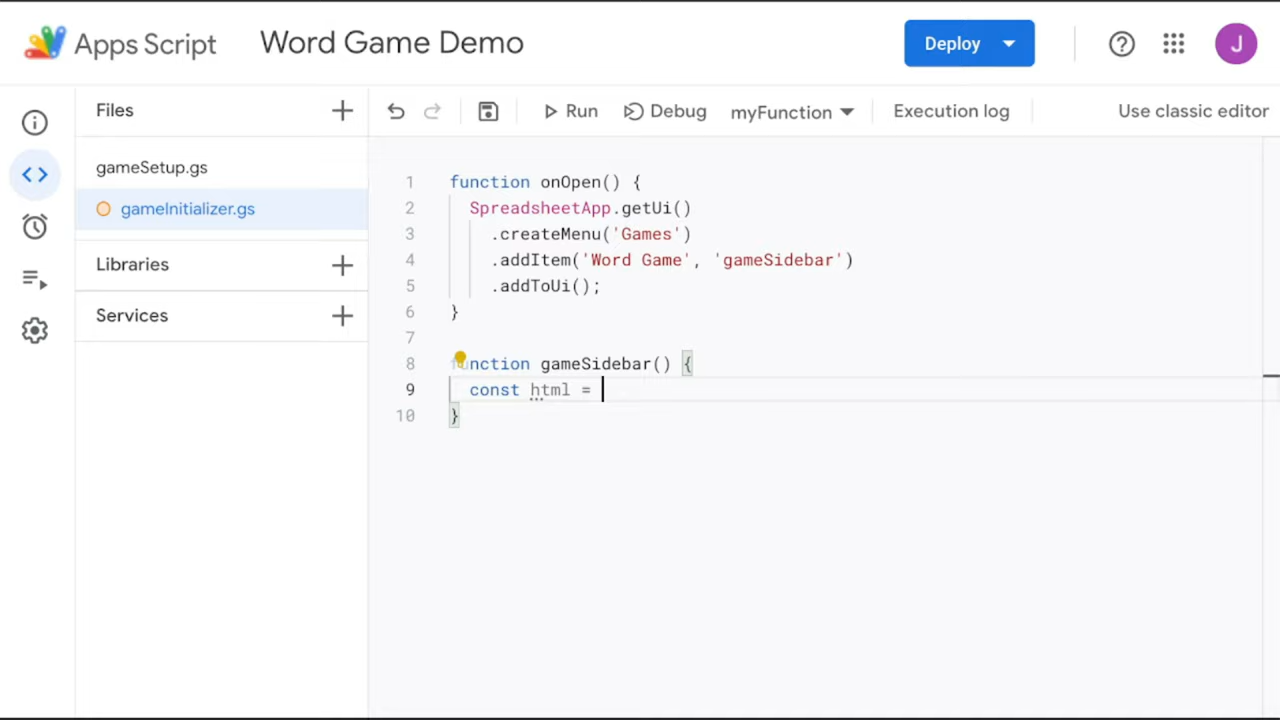 Apps Script Word Game Demo Deploy J
Files Run Debug myFunction Execution log Use classic editor
gameSetup.gs
gameInitializer.gs
Libraries
Services
1 function onOpen() {
2 SpreadsheetApp.getUi()
3 .createMenu('Games')
4 .addItem('Word Game', 'gameSidebar')
5 .addToUi();
6 }
7
8 function gameSidebar() {
9 const html =
10 }